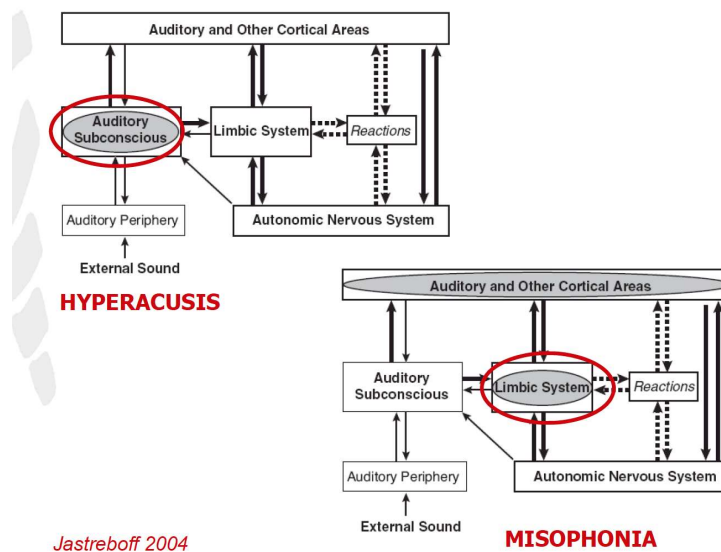 Auditory and Other Cortical Areas
Auditory
Subconscious
Limbic System
Reactions
Auditory Periphery
Autonomic Nervous System
External Sound
HYPERACUSIS
Auditory and Other Cortical Areas
Auditory
Subconscious
Limbic System
Reactions
Auditory Periphery
Autonomic Nervous System
External Sound
MISOPHONIA
Jastreboff 2004